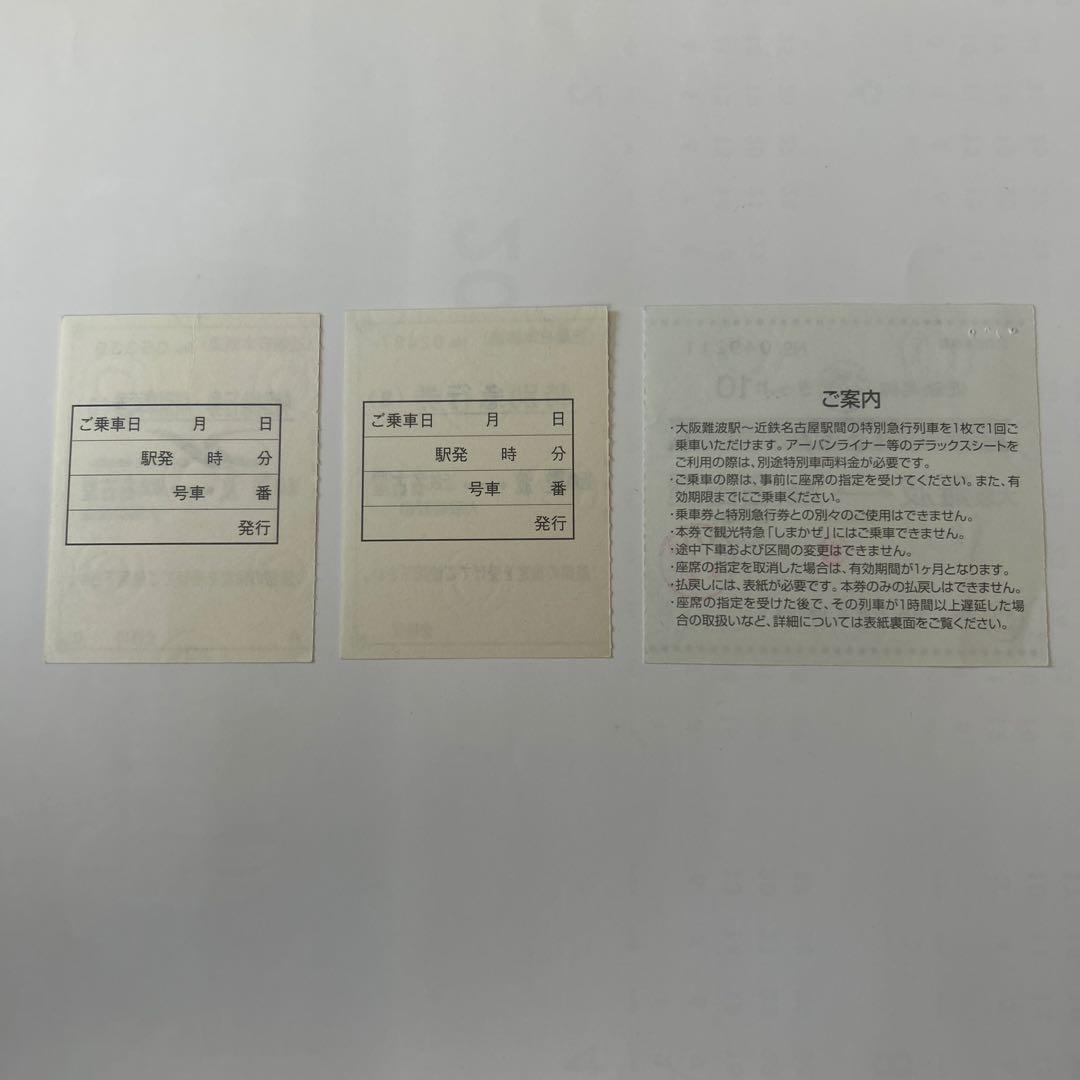 ご乗車日 月 日
駅発 時 分
号車 番
発行
ご乗車日 月 日
駅発 時 分
号車 番
発行
ご案内
・大阪難波駅～近鉄名古屋駅間の特別急行列車を1枚で1回ご
乗車いただけます。アーバンライナー等のデラックスシートを
ご利用の際は、別途特別車両料金が必要です。
・ご乗車の際は、事前に座席の指定を受けてください。また、有
効期限までにご乗車ください。
・乗車券と特別急行券との別々のご使用はできません。
・本券で観光特急「しまかぜ」にはご乗車できません。
・途中下車および区間の変更はできません。
・座席の指定を取消した場合は、有効期間が1ヶ月となります。
・払戻しには、表紙が必要です。本券のみの払戻しはできません。
・座席の指定を受けた後で、その列車が1時間以上遅延した場
合の取扱いなど、詳細については表紙裏面をご覧ください。